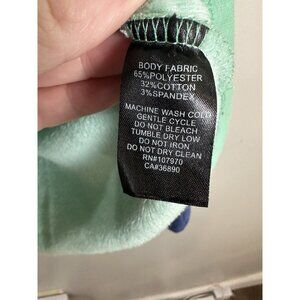 BODY FABRIC
65%POLYESTER
32%COTTON
3%SPANDEX
MACHINE WASH COLD
GENTLE CYCLE
DO NOT BLEACH
TUMBLE DRY LOW
DO NOT IRON
DO NOT DRY CLEAN
RN#107970
CA#36890